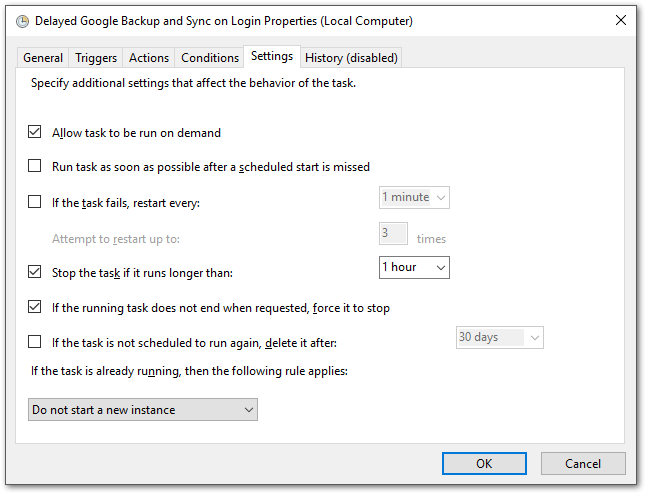 Delayed Google Backup and Sync on Login Properties (Local Computer)
General Triggers Actions Conditions Settings History (disabled)
Specify additional settings that affect the behavior of the task.
Allow task to be run on demand
Run task as soon as possible after a scheduled start is missed
If the task fails, restart every: 1 minute
Attempt to restart up to: 3 times
Stop the task if it runs longer than: 1 hour
If the running task does not end when requested, force it to stop
If the task is not scheduled to run again, delete it after: 30 days
If the task is already running, then the following rule applies:
Do not start a new instance
OK Cancel